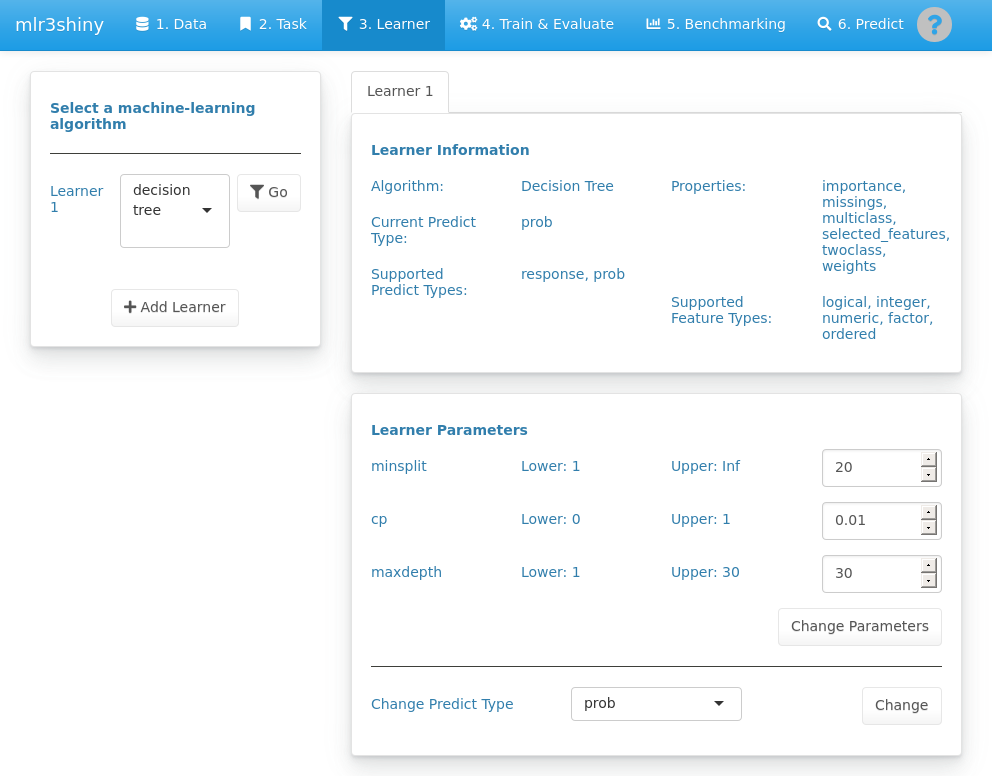 mlr3shiny 1. Data 2. Task 3. Learner 4. Train & Evaluate 5. Benchmarking 6. Predict ?
Select a machine-learning
algorithm
Learner
1
decision
tree
Go
+ Add Learner
Learner 1
Learner Information
Algorithm: Decision Tree
Current Predict
Type:
prob
Supported
Predict Types:
response, prob
Properties:
importance,
missings,
multiclass,
selected_features,
twoclass,
weights
Supported
Feature Types:
logical, integer,
numeric, factor,
ordered
Learner Parameters
minsplit Lower: 1 Upper: Inf 20
cp Lower: 0 Upper: 1 0.01
maxdepth Lower: 1 Upper: 30 30
Change Parameters
Change Predict Type prob Change